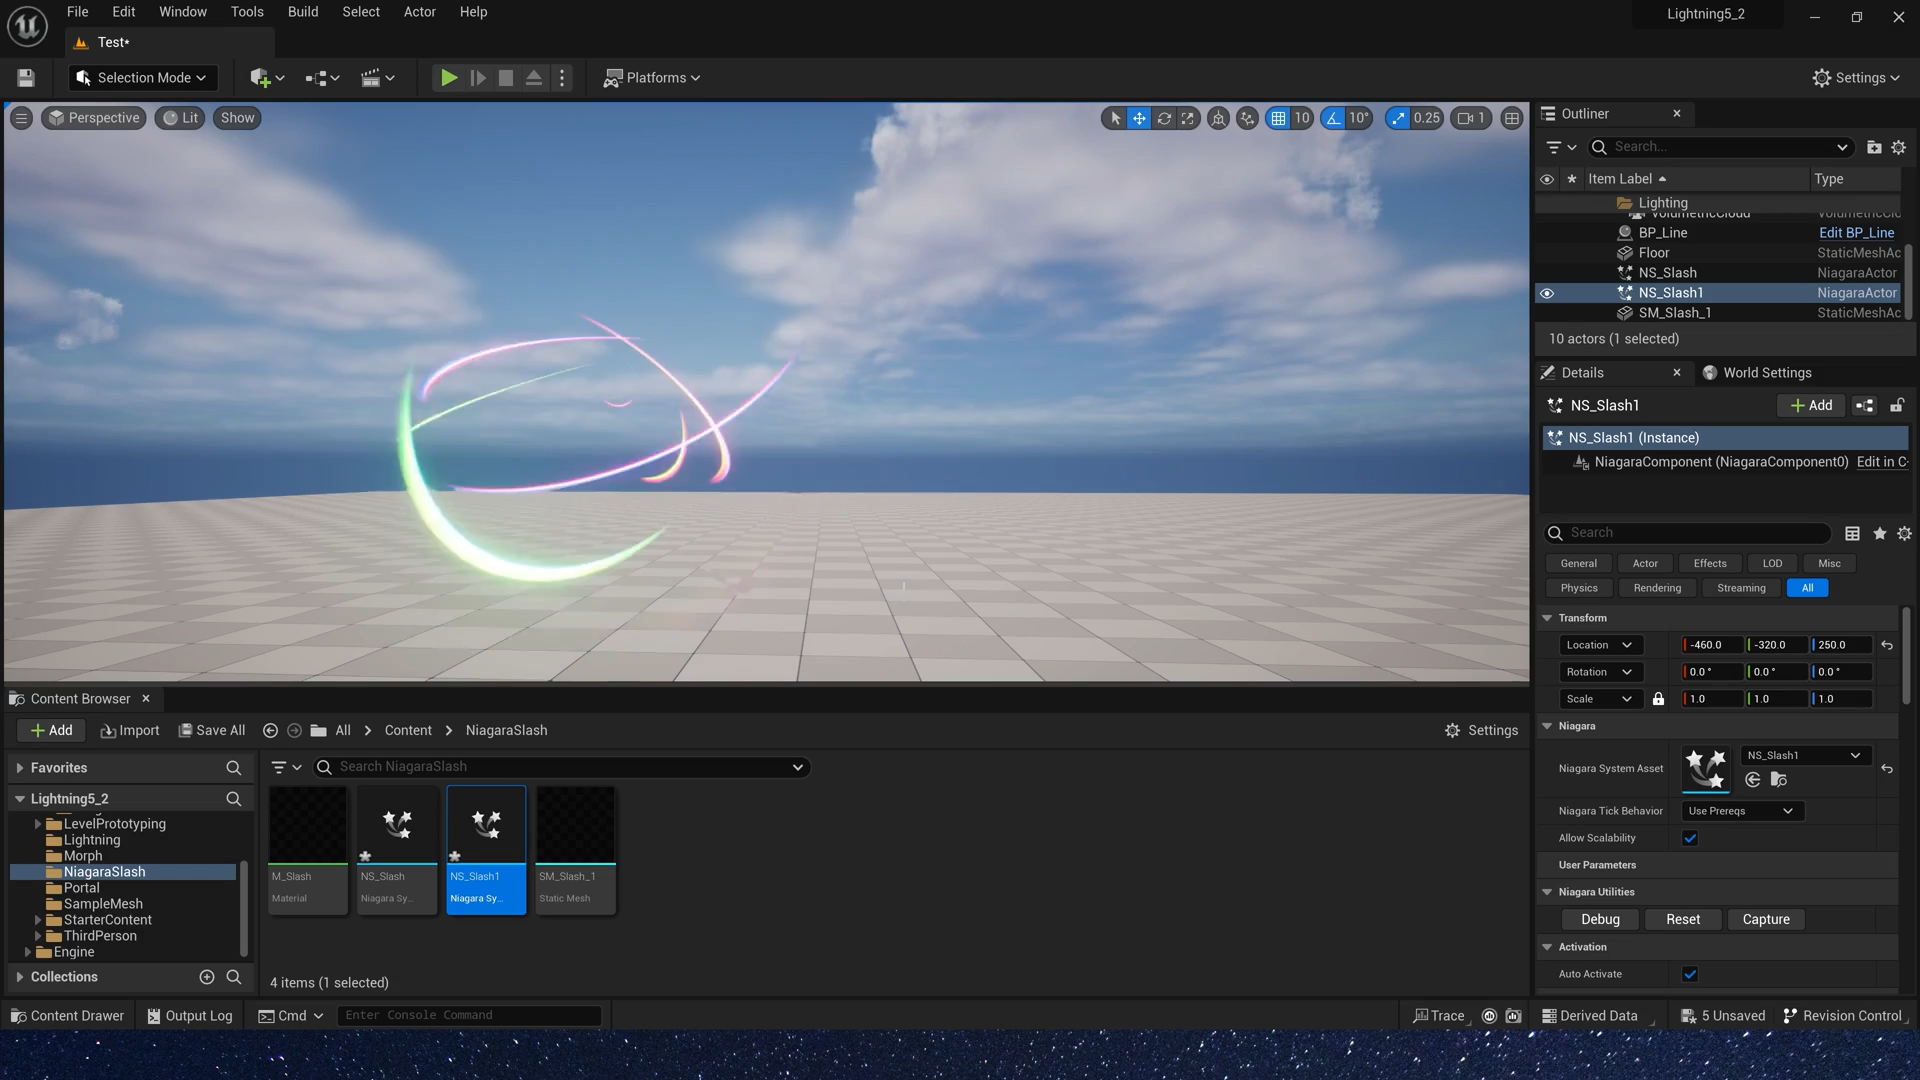 File Edit Window Tools Build Select Actor Help
Lightning5_2
Test*
Selection Mode
Platforms
Settings
Perspective Lit Show
10 10° 0.25 1
Outliner
Search...
Item Label Type
Lighting
VolumetricCloud VolumetricClo
BP_Line Edit BP_Line
Floor StaticMeshAc
NS_Slash NiagaraActor
NS_Slash1 NiagaraActor
SM_Slash_1 StaticMeshAc
10 actors (1 selected)
Details World Settings
NS_Slash1 Add
NS_Slash1 (Instance)
NiagaraComponent (NiagaraComponent0) Edit in C
Search
General Actor Effects LOD Misc
Physics Rendering Streaming All
Transform
Location -460.0 -320.0 250.0
Rotation 0.0 ° 0.0 ° 0.0 °
Scale 1.0 1.0 1.0
Niagara
Niagara System Asset NS_Slash1
Niagara Tick Behavior Use Prereqs
Allow Scalability
User Parameters
Niagara Utilities
Debug Reset Capture
Activation
Auto Activate
Content Browser
Add Import Save All All Content NiagaraSlash Settings
Favorites
Search NiagaraSlash
Lightning5_2
LevelPrototyping
Lightning
Morph
NiagaraSlash
Portal
SampleMesh
StarterContent
ThirdPerson
Engine
Collections
M_Slash
Material
NS_Slash
Niagara Sy...
NS_Slash1
Niagara Sy...
SM_Slash_1
Static Mesh
4 items (1 selected)
Content Drawer Output Log Cmd Enter Console Command Trace Derived Data 5 Unsaved Revision Control